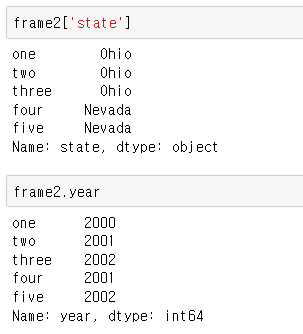 frame2['state']
one        Ohio
two        Ohio
three      Ohio
four     Nevada
five     Nevada
Name: state, dtype: object
frame2.year
one      2000
two      2001
three    2002
four     2001
five     2002
Name: year, dtype: int64